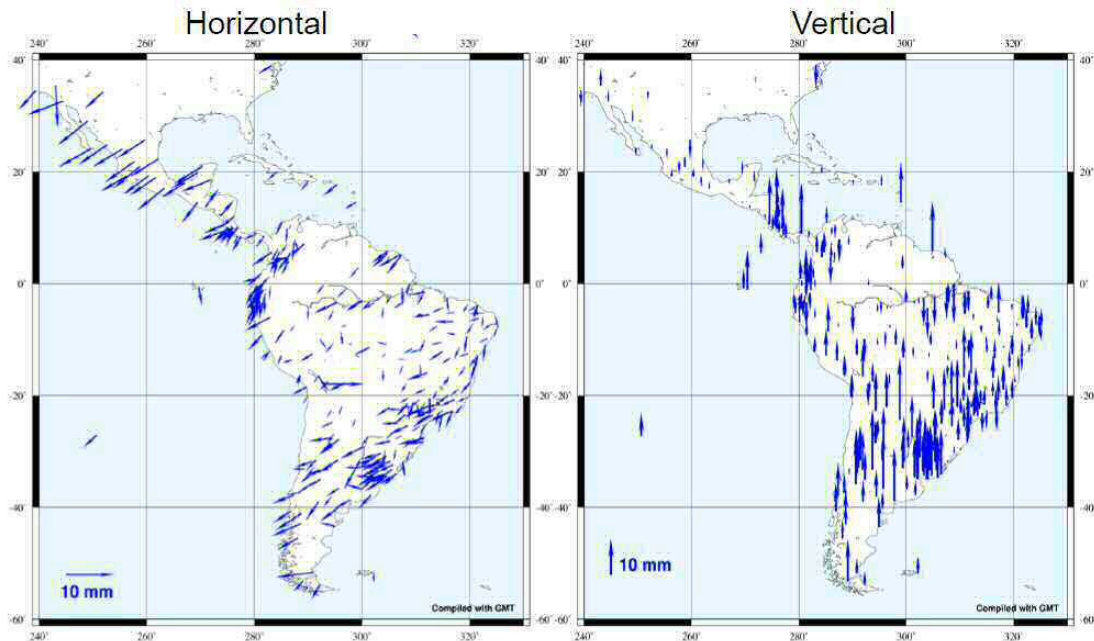 Horizontal
Vertical
240° 260° 280° 300° 320°
240° 260° 280° 300° 320°
40° 40° 40° 40°
20° 20° 20° 20°
0° 0° 0° 0°
-20° -20° -20° -20°
-40° -40° -40° -40°
10 mm
10 mm
Compiled with GMT
Compiled with GMT
-60° -60° -60° -60°
240° 260° 280° 300° 320°
240° 260° 280° 300° 320°